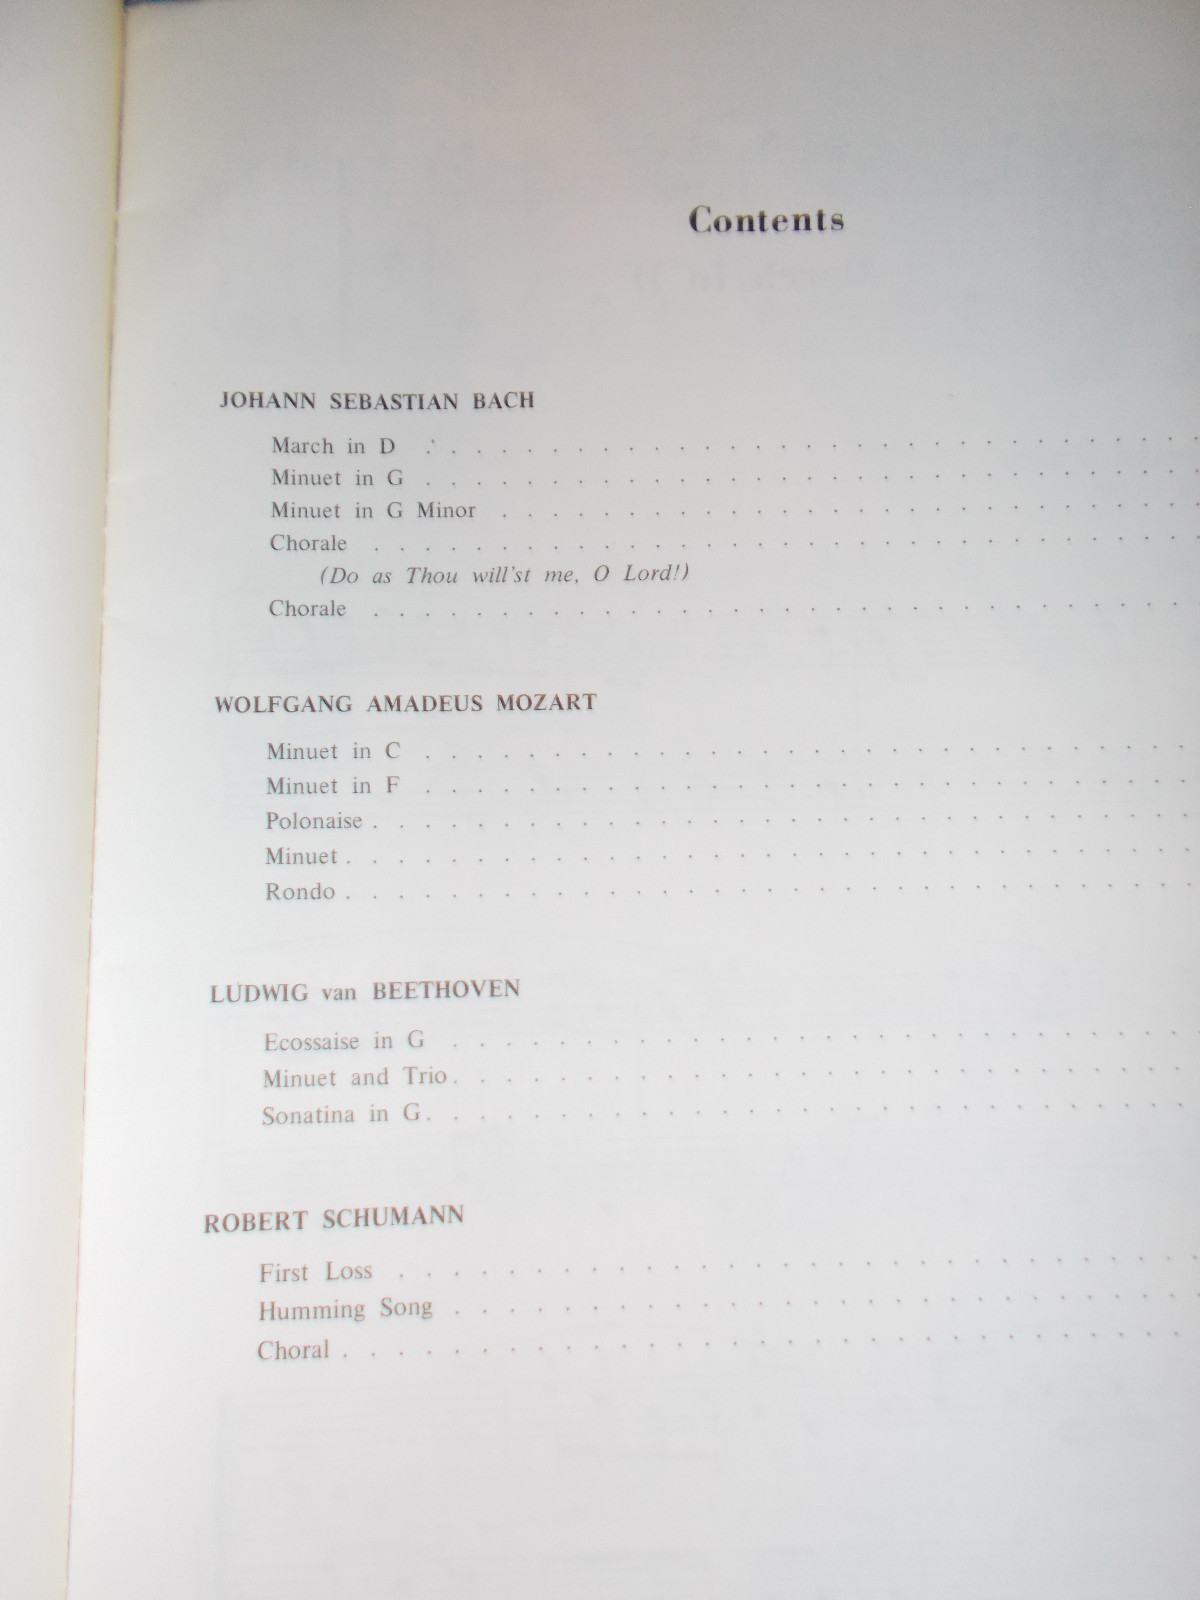 Contents
JOHANN SEBASTIAN BACH
March in D . . . . . . . . . . . . . . . . . . . . . . . . . . . . . .
Minuet in G . . . . . . . . . . . . . . . . . . . . . . . . . . . . . .
Minuet in G Minor . . . . . . . . . . . . . . . . . . . . . . . . . . .
Chorale . . . . . . . . . . . . . . . . . . . . . . . . . . . . . . . .
(Do as Thou will'st me, O Lord!)
Chorale . . . . . . . . . . . . . . . . . . . . . . . . . . . . . . . .
WOLFGANG AMADEUS MOZART
Minuet in C . . . . . . . . . . . . . . . . . . . . . . . . . . . . . .
Minuet in F . . . . . . . . . . . . . . . . . . . . . . . . . . . . . .
Polonaise . . . . . . . . . . . . . . . . . . . . . . . . . . . . . . . .
Minuet . . . . . . . . . . . . . . . . . . . . . . . . . . . . . . . . .
Rondo . . . . . . . . . . . . . . . . . . . . . . . . . . . . . . . . .
LUDWIG van BEETHOVEN
Ecossaise in G . . . . . . . . . . . . . . . . . . . . . . . . . . . .
Minuet and Trio . . . . . . . . . . . . . . . . . . . . . . . . . . . .
Sonatina in G . . . . . . . . . . . . . . . . . . . . . . . . . . . . .
ROBERT SCHUMANN
First Loss . . . . . . . . . . . . . . . . . . . . . . . . . . . . . .
Humming Song . . . . . . . . . . . . . . . . . . . . . . . . . . . .
Choral . . . . . . . . . . . . . . . . . . . . . . . . . . . . . . . .